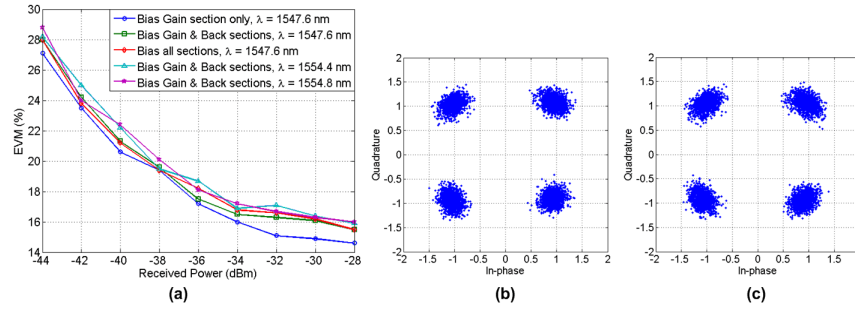 (a)
30
28
26
24
22
20
18
16
14
EVM (%)
-44 -42 -40 -38 -36 -34 -32 -30 -28
Received Power (dBm)
Bias Gain section only, λ = 1547.6 nm
Bias Gain & Back sections, λ = 1547.6 nm
Bias all sections, λ = 1547.6 nm
Bias Gain & Back sections, λ = 1554.4 nm
Bias Gain & Back sections, λ = 1554.8 nm
(b)
2
1.5
1
0.5
0
-0.5
-1
-1.5
-2
Quadrature
-2 -1.5 -1 -0.5 0 0.5 1 1.5 2
In-phase
(c)
2
1.5
1
0.5
0
-0.5
-1
-1.5
-2
Quadrature
-2 -1.5 -1 -0.5 0 0.5 1 1.5 2
In-phase